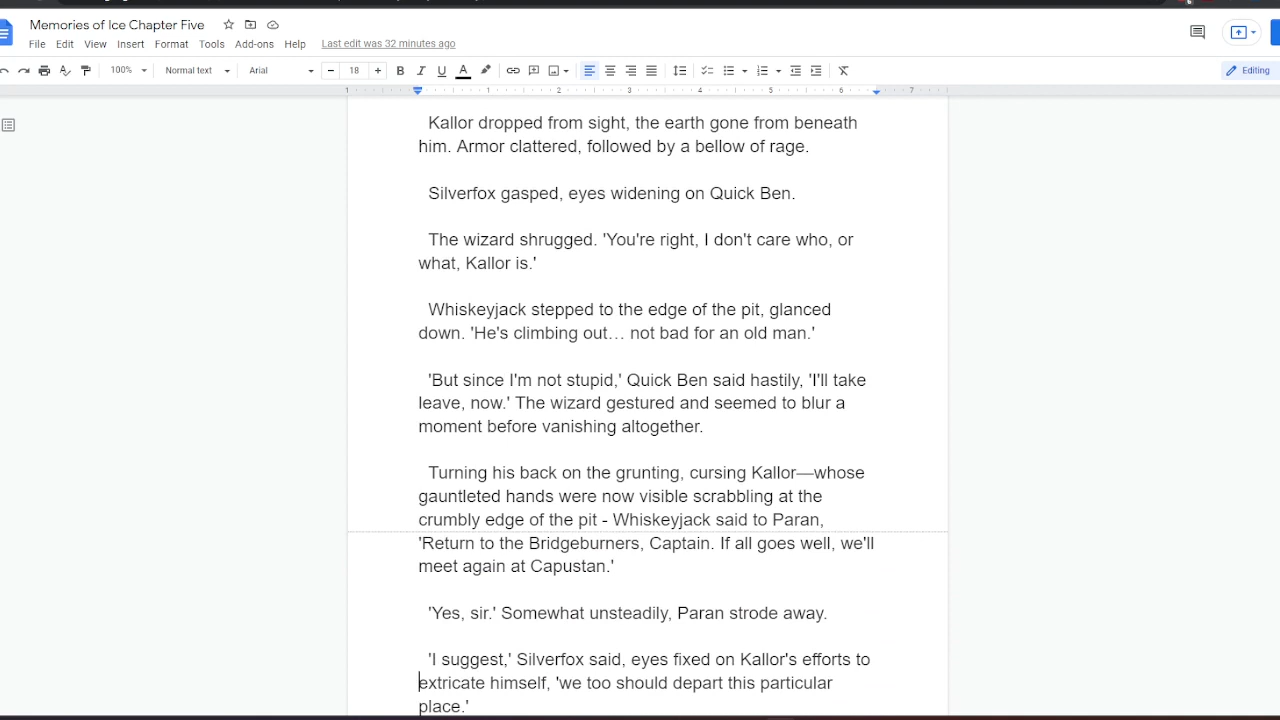 Memories of Ice Chapter Five
File Edit View Insert Format Tools Add-ons Help Last edit was 32 minutes ago
100% Normal text Arial 18 B I U A Editing
1 1 2 3 4 5 6 7
Kallor dropped from sight, the earth gone from beneath
him. Armor clattered, followed by a bellow of rage.
Silverfox gasped, eyes widening on Quick Ben.
The wizard shrugged. 'You're right, I don't care who, or
what, Kallor is.'
Whiskeyjack stepped to the edge of the pit, glanced
down. 'He's climbing out… not bad for an old man.'
'But since I'm not stupid,' Quick Ben said hastily, 'I'll take
leave, now.' The wizard gestured and seemed to blur a
moment before vanishing altogether.
Turning his back on the grunting, cursing Kallor—whose
gauntleted hands were now visible scrabbling at the
crumbly edge of the pit - Whiskeyjack said to Paran,
'Return to the Bridgeburners, Captain. If all goes well, we'll
meet again at Capustan.'
'Yes, sir.' Somewhat unsteadily, Paran strode away.
'I suggest,' Silverfox said, eyes fixed on Kallor's efforts to
extricate himself, 'we too should depart this particular
place.'